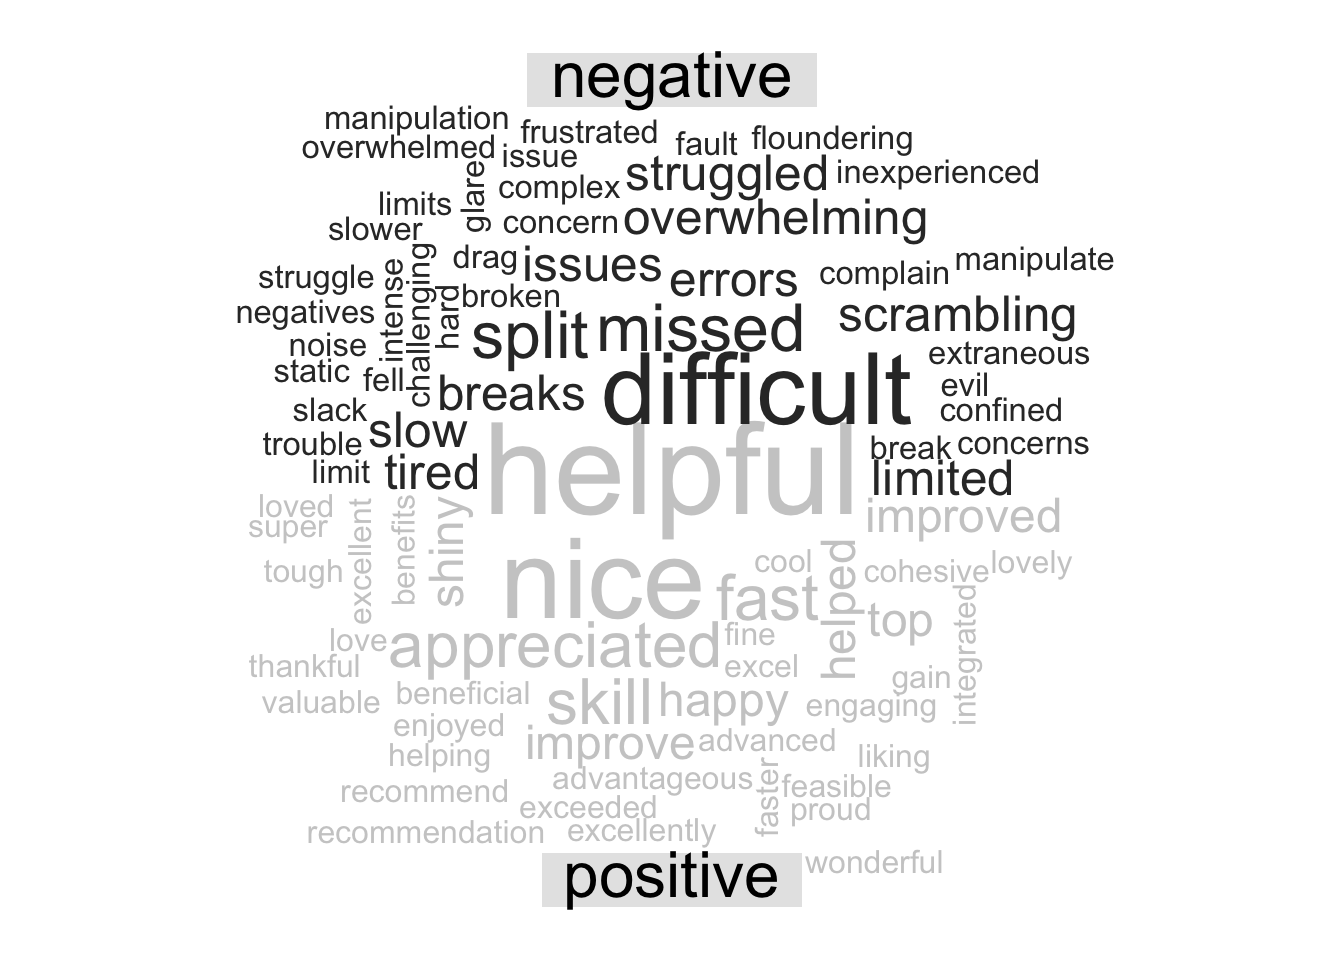 negative
manipulation
frustrated
fault
floundering
overwhelmed
issue
struggled
inexperienced
glare
complex
limits
concern
overwhelming
slower
drag
issues
errors
complain
manipulate
struggle
intense
challenging
hard
broken
negatives
split
missed
scrambling
noise
extraneous
static
fell
breaks
difficult
evil
slack
confined
trouble
slow
helpful
break
concerns
limit
tired
limited
loved
super
excellent
benefits
shiny
improved
tough
nice
cool
helped
cohesive
lovely
fast
top
integrated
love
appreciated
fine
thankful
excel
gain
valuable
beneficial
skill
happy
engaging
enjoyed
improve
advanced
helping
liking
recommend
advantageous
faster
feasible
exceeded
proud
recommendation
excellently
positive
wonderful